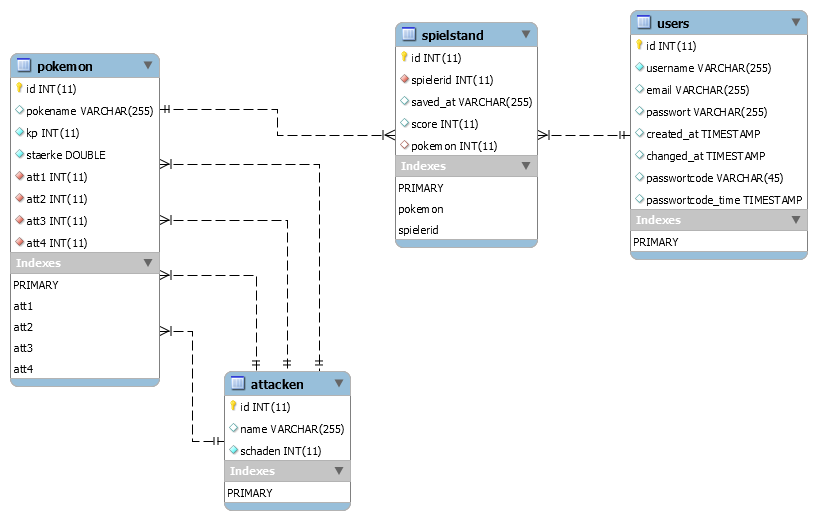 pokemon
id INT(11)
pokename VARCHAR(255)
kp INT(11)
staerke DOUBLE
att1 INT(11)
att2 INT(11)
att3 INT(11)
att4 INT(11)
Indexes
PRIMARY
att1
att2
att3
att4
spielstand
id INT(11)
spielerid INT(11)
saved_at VARCHAR(255)
score INT(11)
pokemon INT(11)
Indexes
PRIMARY
pokemon
spielerid
users
id INT(11)
username VARCHAR(255)
email VARCHAR(255)
passwort VARCHAR(255)
created_at TIMESTAMP
changed_at TIMESTAMP
passwortcode VARCHAR(45)
passwortcode_time TIMESTAMP
Indexes
PRIMARY
attacken
id INT(11)
name VARCHAR(255)
schaden INT(11)
Indexes
PRIMARY